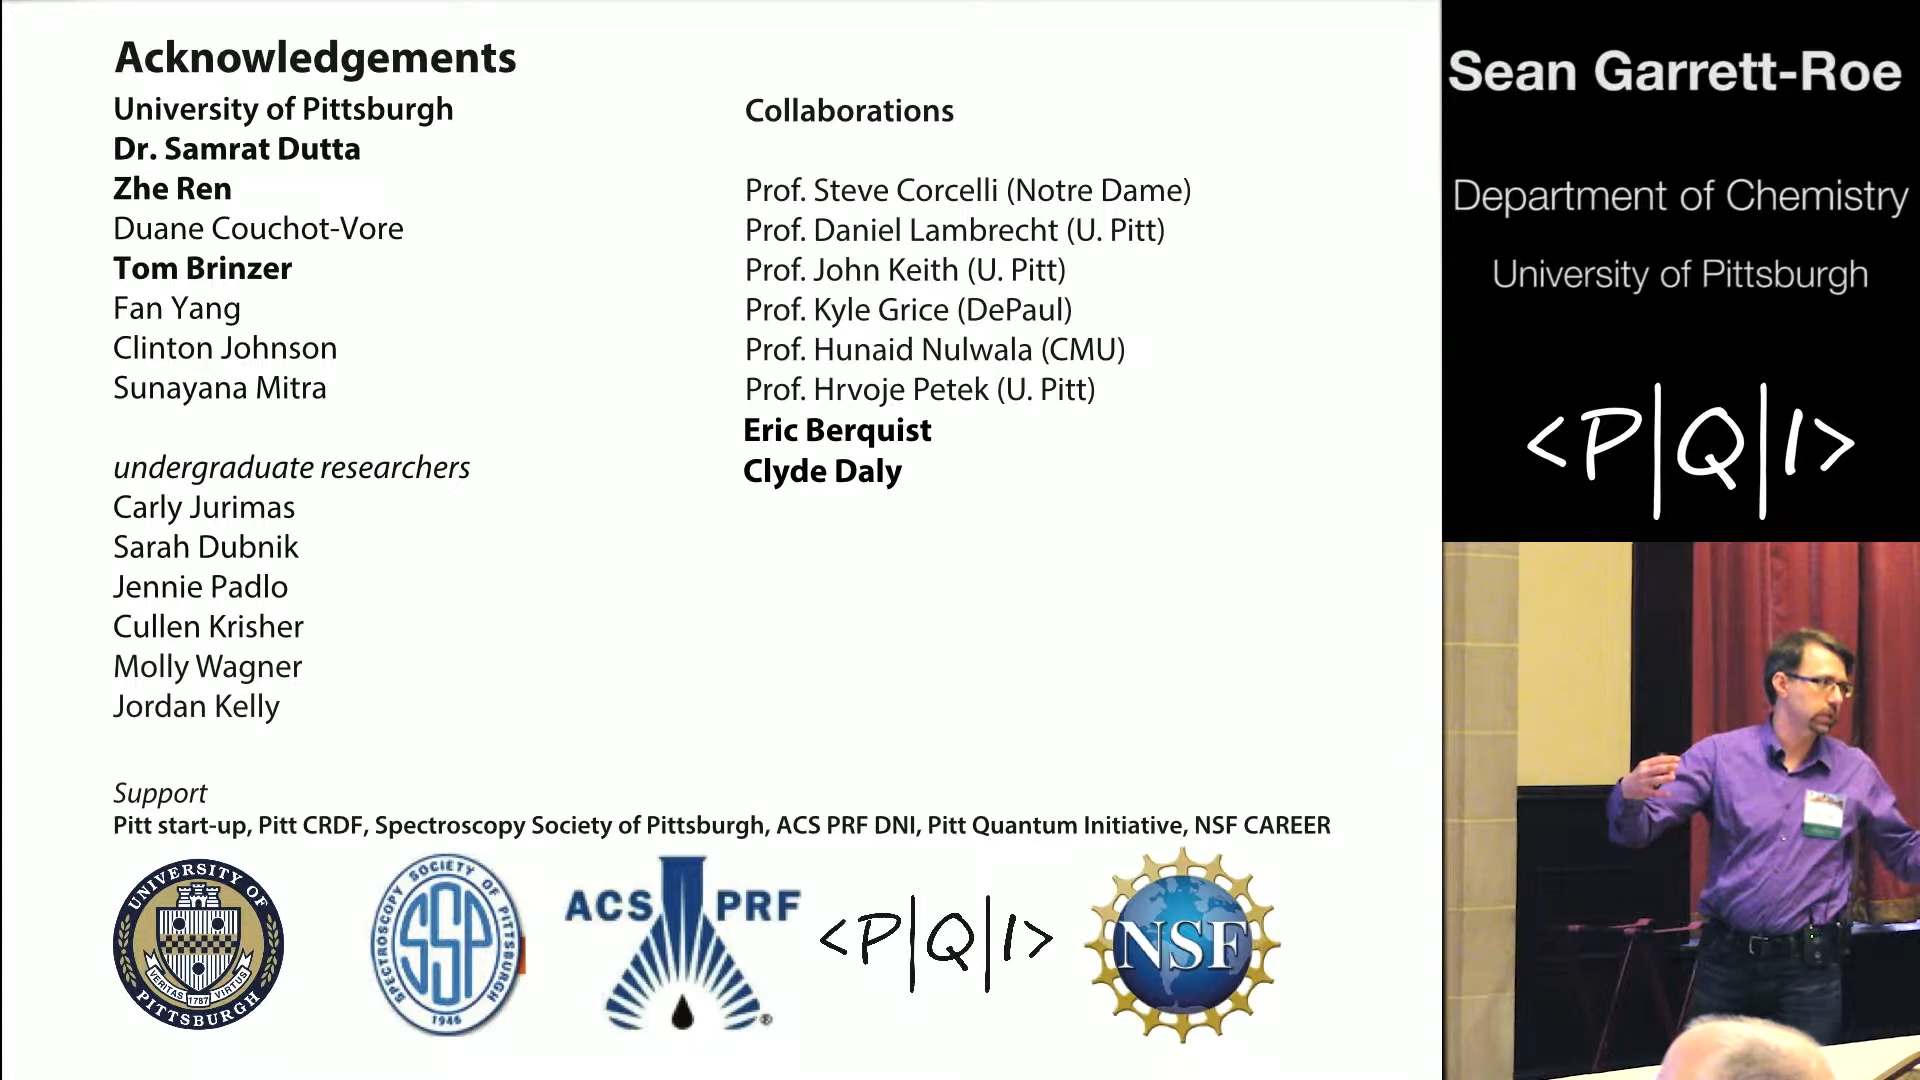 Acknowledgements
University of Pittsburgh
Dr. Samrat Dutta
Zhe Ren
Duane Couchot-Vore
Tom Brinzer
Fan Yang
Clinton Johnson
Sunayana Mitra
undergraduate researchers
Carly Jurimas
Sarah Dubnik
Jennie Padlo
Cullen Krisher
Molly Wagner
Jordan Kelly
Collaborations
Prof. Steve Corcelli (Notre Dame)
Prof. Daniel Lambrecht (U. Pitt)
Prof. John Keith (U. Pitt)
Prof. Kyle Grice (DePaul)
Prof. Hunaid Nulwala (CMU)
Prof. Hrvoje Petek (U. Pitt)
Eric Berquist
Clyde Daly
Support
Pitt start-up, Pitt CRDF, Spectroscopy Society of Pittsburgh, ACS PRF DNI, Pitt Quantum Initiative, NSF CAREER
UNIVERSITY OF
VERITAS 1787 VIRTUS
PITTSBURGH
SPECTROSCOPY SOCIETY OF PITTSBURGH
SSP
1946
ACS PRF
®
<P|Q|I>
NSF
Sean Garrett-Roe
Department of Chemistry
University of Pittsburgh
<P|Q|I>